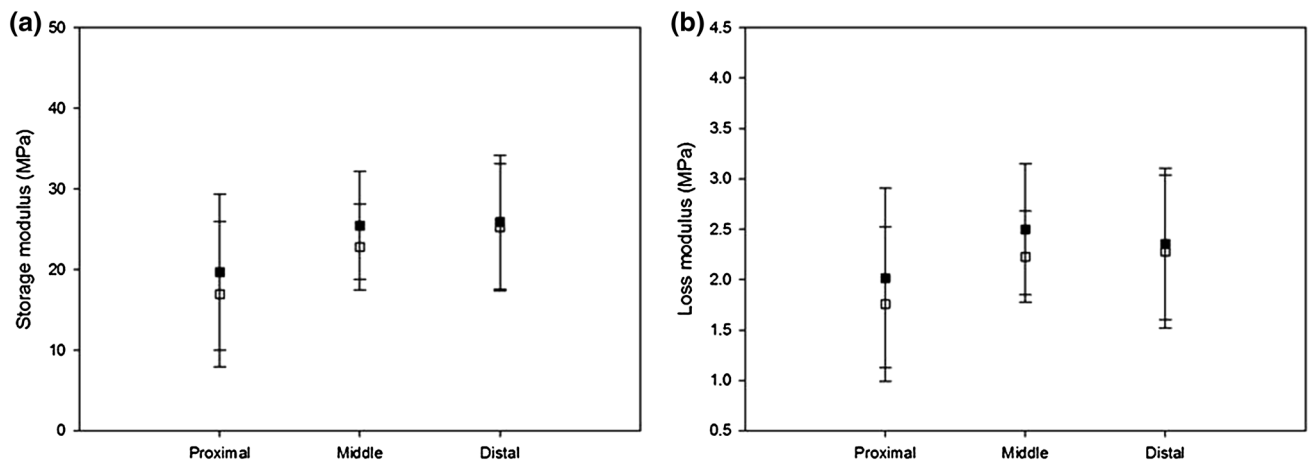 (a)
50
40
30
20
10
0
Storage modulus (MPa)
Proximal Middle Distal
(b)
4.5
4.0
3.5
3.0
2.5
2.0
1.5
1.0
0.5
Loss modulus (MPa)
Proximal Middle Distal